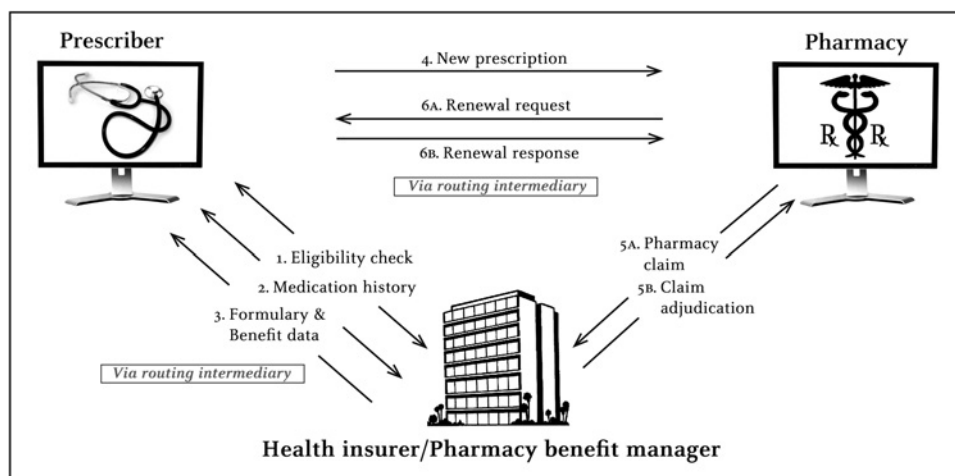 Prescriber
Pharmacy
4. New prescription
6A. Renewal request
6B. Renewal response
Via routing intermediary
1. Eligibility check
2. Medication history
3. Formulary &
Benefit data
Via routing intermediary
5A. Pharmacy
claim
5B. Claim
adjudication
℞ ℞
Health insurer/Pharmacy benefit manager